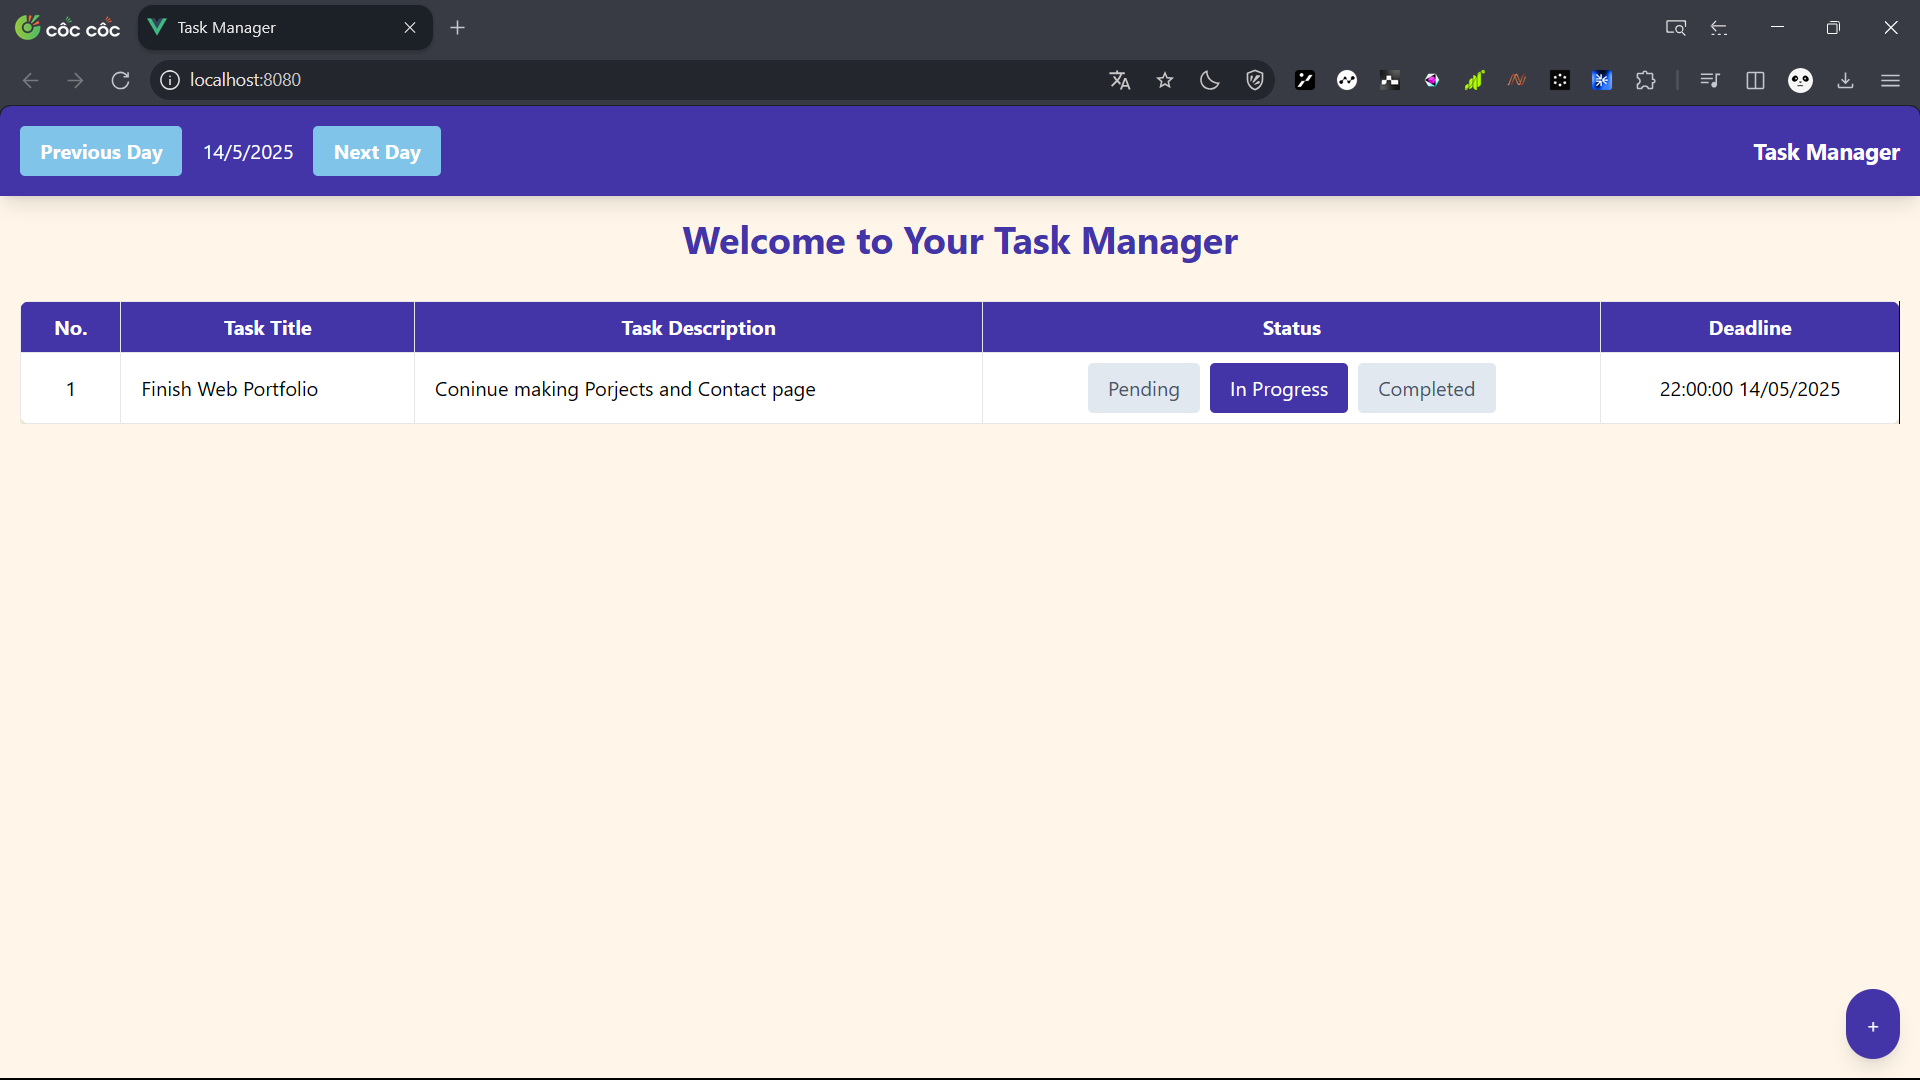 cốc cốc Task Manager
localhost:8080
Previous Day 14/5/2025 Next Day Task Manager
Welcome to Your Task Manager
No. Task Title Task Description Status Deadline
1 Finish Web Portfolio Coninue making Porjects and Contact page Pending In Progress Completed 22:00:00 14/05/2025
+